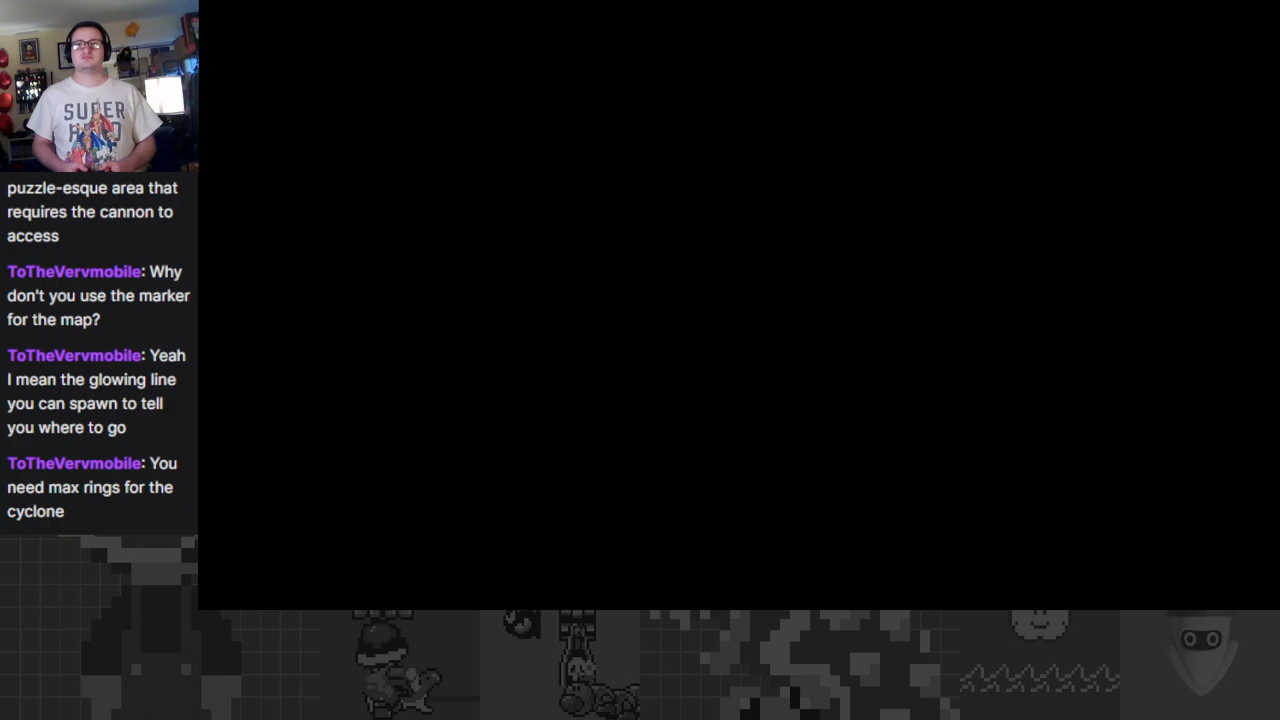 SUPER
HERO
puzzle-esque area that
requires the cannon to
access
ToTheVervmobile: Why
don't you use the marker
for the map?
ToTheVervmobile: Yeah
I mean the glowing line
you can spawn to tell
you where to go
ToTheVervmobile: You
need max rings for the
cyclone